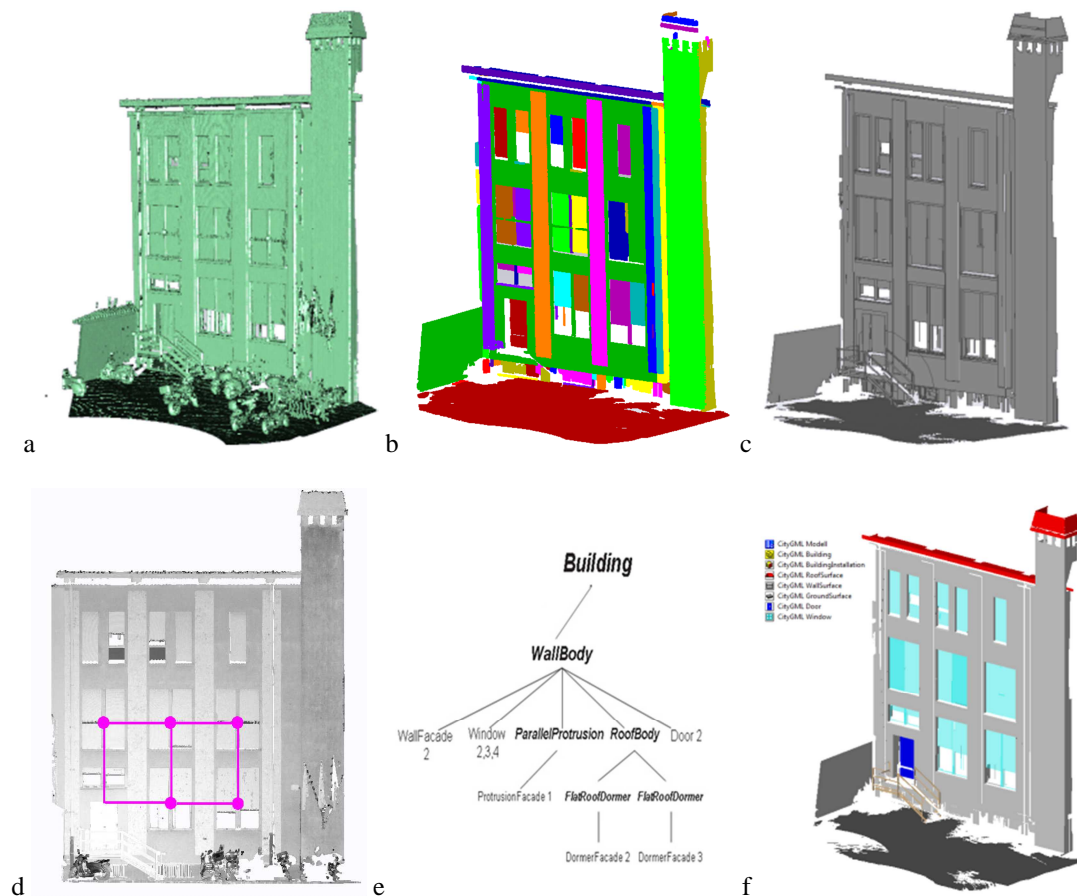 a
b
c
d
e
f
Building
WallBody
WallFacade
2
Window
2,3,4
ParallelProtrusion
RoofBody
Door 2
ProtrusionFacade 1
FlatRoofDormer
FlatRoofDormer
DormerFacade 2
DormerFacade 3
CityGML Modell
CityGML Building
CityGML BuildingInstallation
CityGML RoofSurface
CityGML WallSurface
CityGML GroundSurface
CityGML Door
CityGML Window